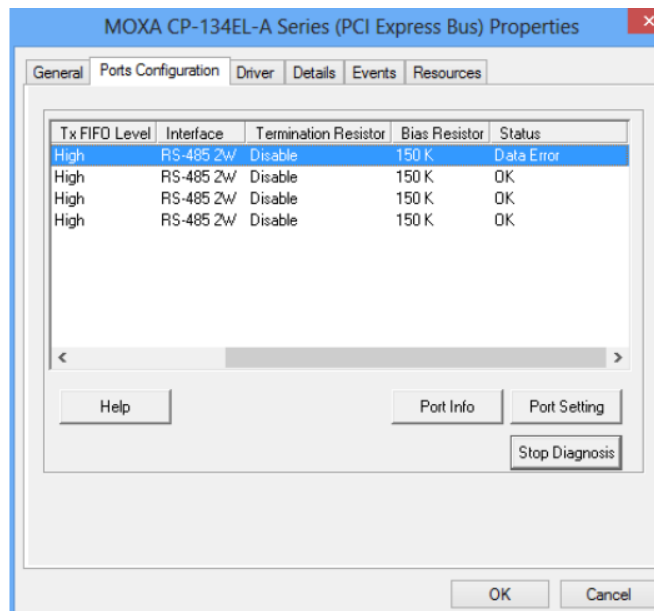 MOXA CP-134EL-A Series (PCI Express Bus) Properties
General Ports Configuration Driver Details Events Resources
Tx FIFO Level Interface Termination Resistor Bias Resistor Status
High RS-485 2W Disable 150 K Data Error
High RS-485 2W Disable 150 K OK
High RS-485 2W Disable 150 K OK
High RS-485 2W Disable 150 K OK
Help Port Info Port Setting
Stop Diagnosis
OK Cancel